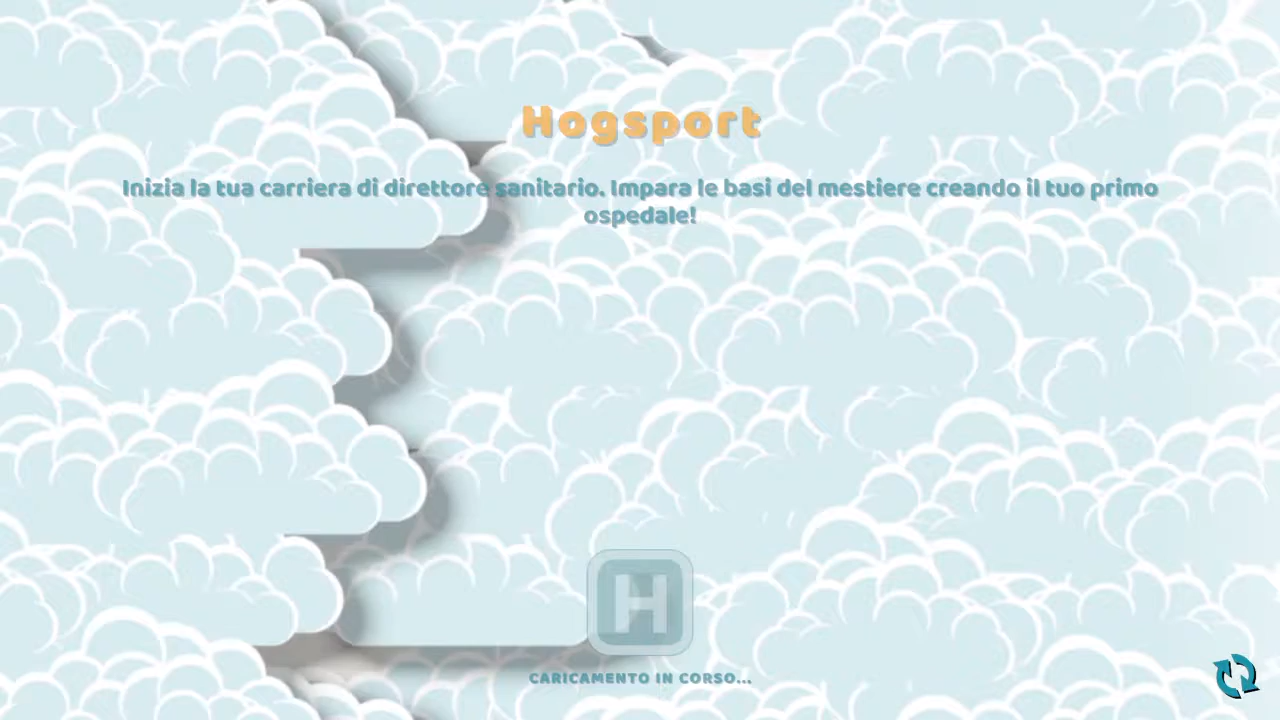 Hogsport
Inizia la tua carriera di direttore sanitario. Impara le basi del mestiere creando il tuo primo
ospedale!
H
CARICAMENTO IN CORSO...